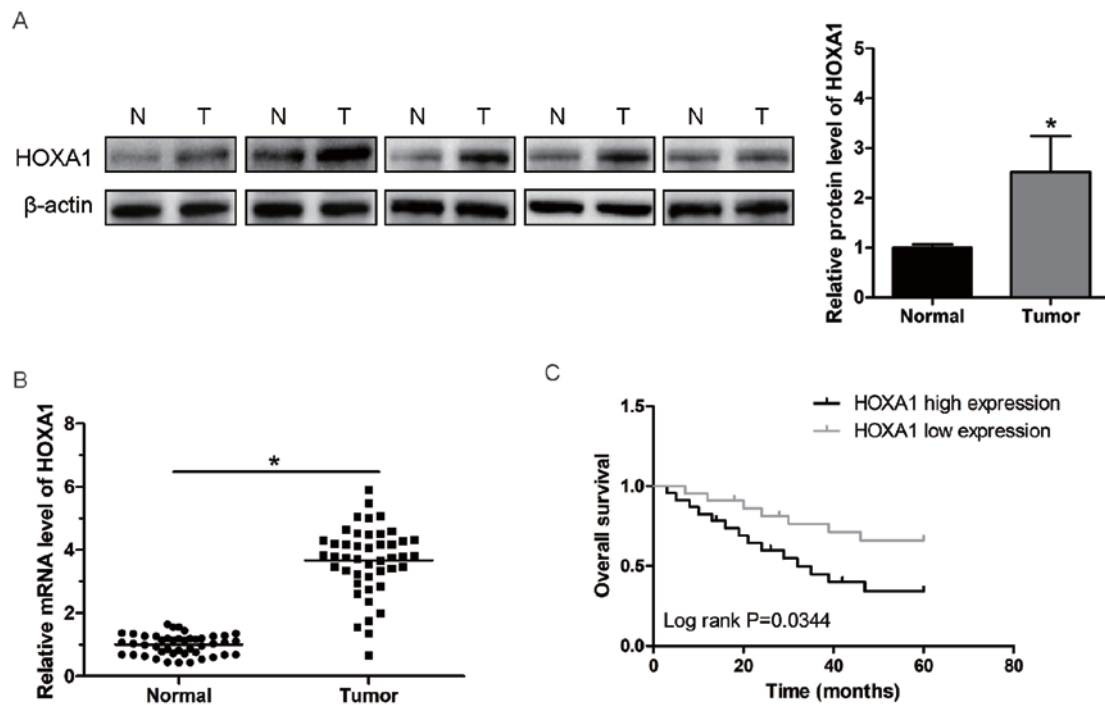 A
N T N T N T N T N T
HOXA1
β-actin
Relative protein level of HOXA1
5
4
3
2
1
0
*
Normal Tumor
B
Relative mRNA level of HOXA1
8
6
4
2
0
*
Normal Tumor
C
HOXA1 high expression
HOXA1 low expression
Overall survival
1.5
1.0
0.5
0.0
Log rank P=0.0344
0 20 40 60 80
Time (months)